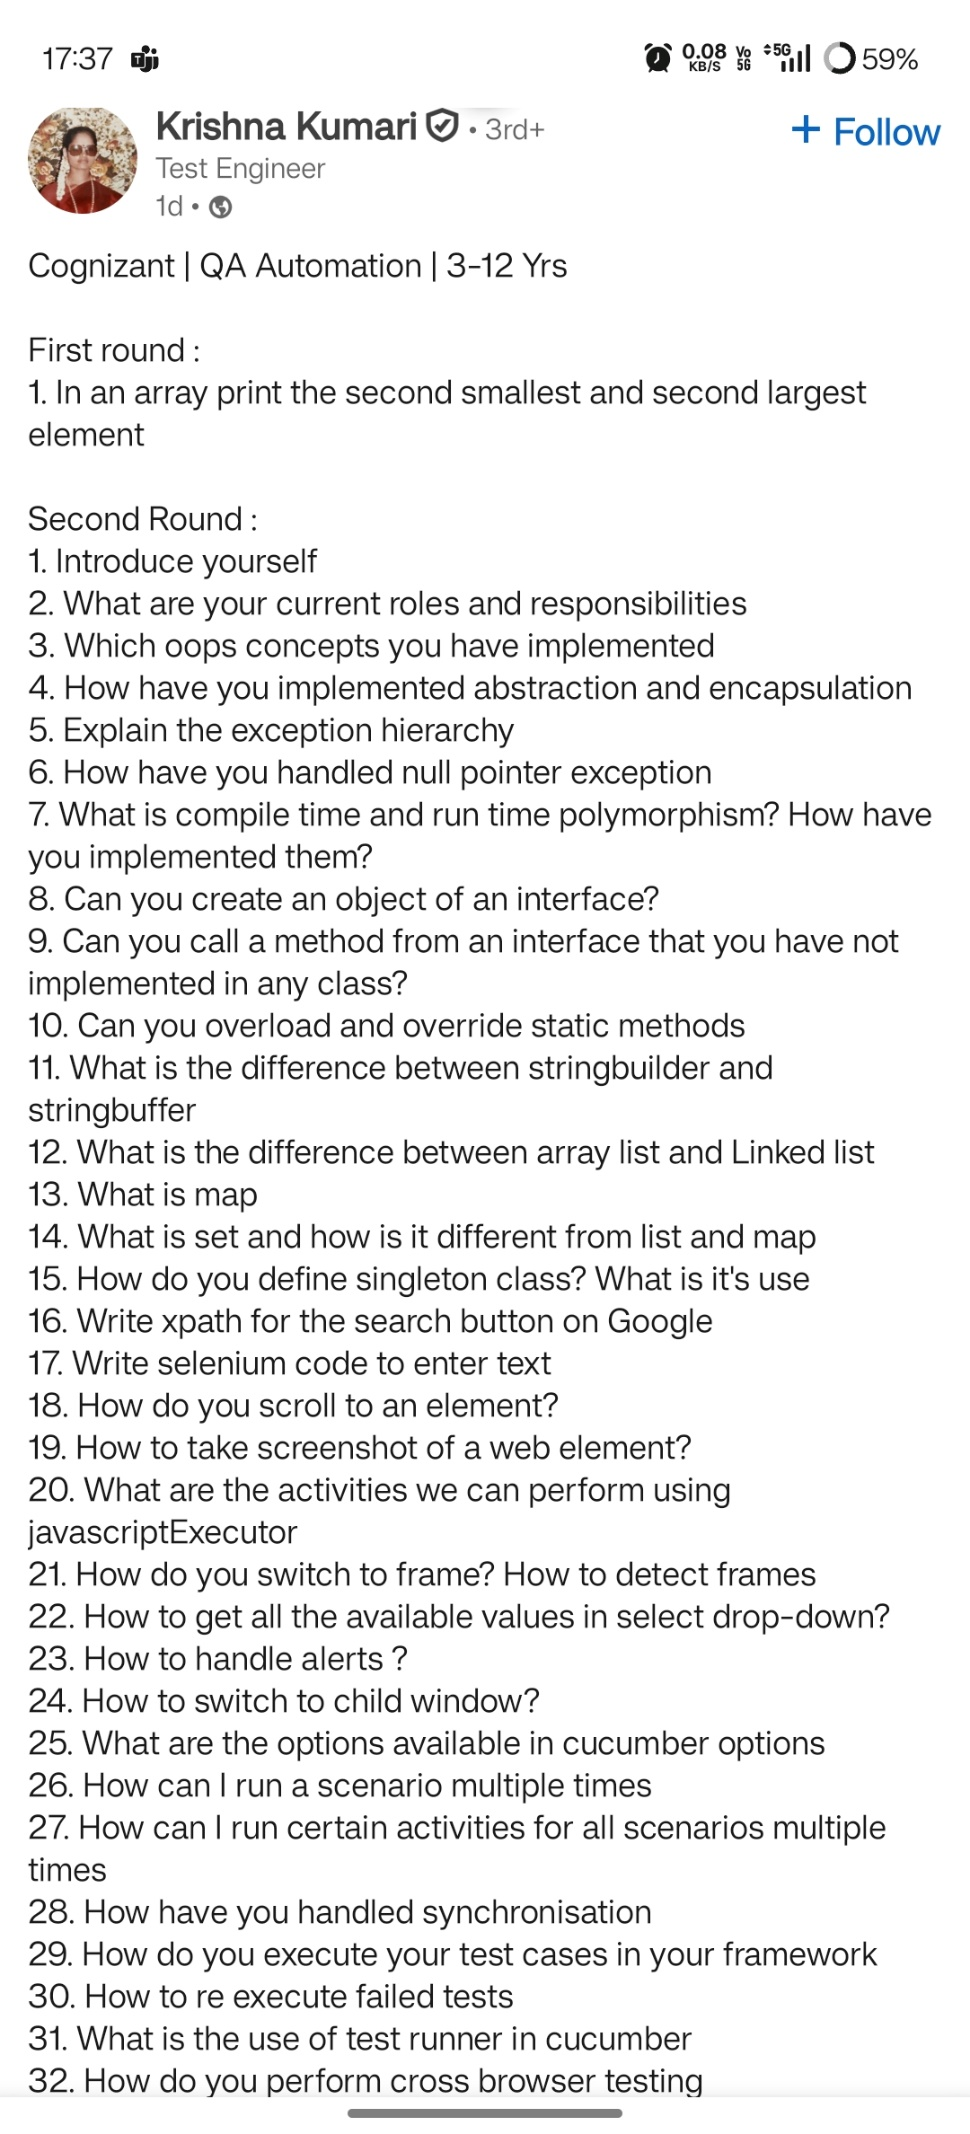 17:37
0.08 KB/S Vo 5G 5G 59%
Krishna Kumari • 3rd+
+ Follow
Test Engineer
1d •
Cognizant | QA Automation | 3-12 Yrs
First round :
1. In an array print the second smallest and second largest
element
Second Round :
1. Introduce yourself
2. What are your current roles and responsibilities
3. Which oops concepts you have implemented
4. How have you implemented abstraction and encapsulation
5. Explain the exception hierarchy
6. How have you handled null pointer exception
7. What is compile time and run time polymorphism? How have
you implemented them?
8. Can you create an object of an interface?
9. Can you call a method from an interface that you have not
implemented in any class?
10. Can you overload and override static methods
11. What is the difference between stringbuilder and
stringbuffer
12. What is the difference between array list and Linked list
13. What is map
14. What is set and how is it different from list and map
15. How do you define singleton class? What is it's use
16. Write xpath for the search button on Google
17. Write selenium code to enter text
18. How do you scroll to an element?
19. How to take screenshot of a web element?
20. What are the activities we can perform using
javascriptExecutor
21. How do you switch to frame? How to detect frames
22. How to get all the available values in select drop-down?
23. How to handle alerts ?
24. How to switch to child window?
25. What are the options available in cucumber options
26. How can I run a scenario multiple times
27. How can I run certain activities for all scenarios multiple
times
28. How have you handled synchronisation
29. How do you execute your test cases in your framework
30. How to re execute failed tests
31. What is the use of test runner in cucumber
32. How do you perform cross browser testing